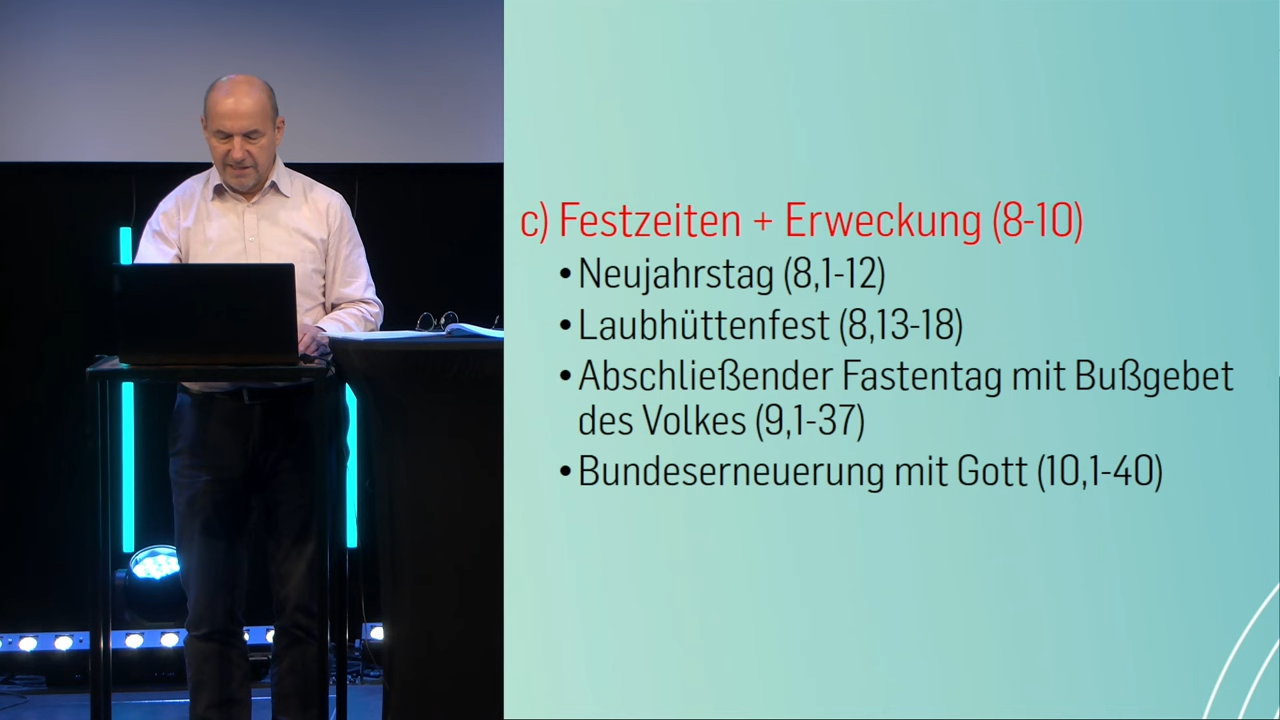 c) Festzeiten + Erweckung (8-10)
• Neujahrstag (8,1-12)
• Laubhüttenfest (8,13-18)
• Abschließender Fastentag mit Bußgebet
des Volkes (9,1-37)
• Bundeserneuerung mit Gott (10,1-40)